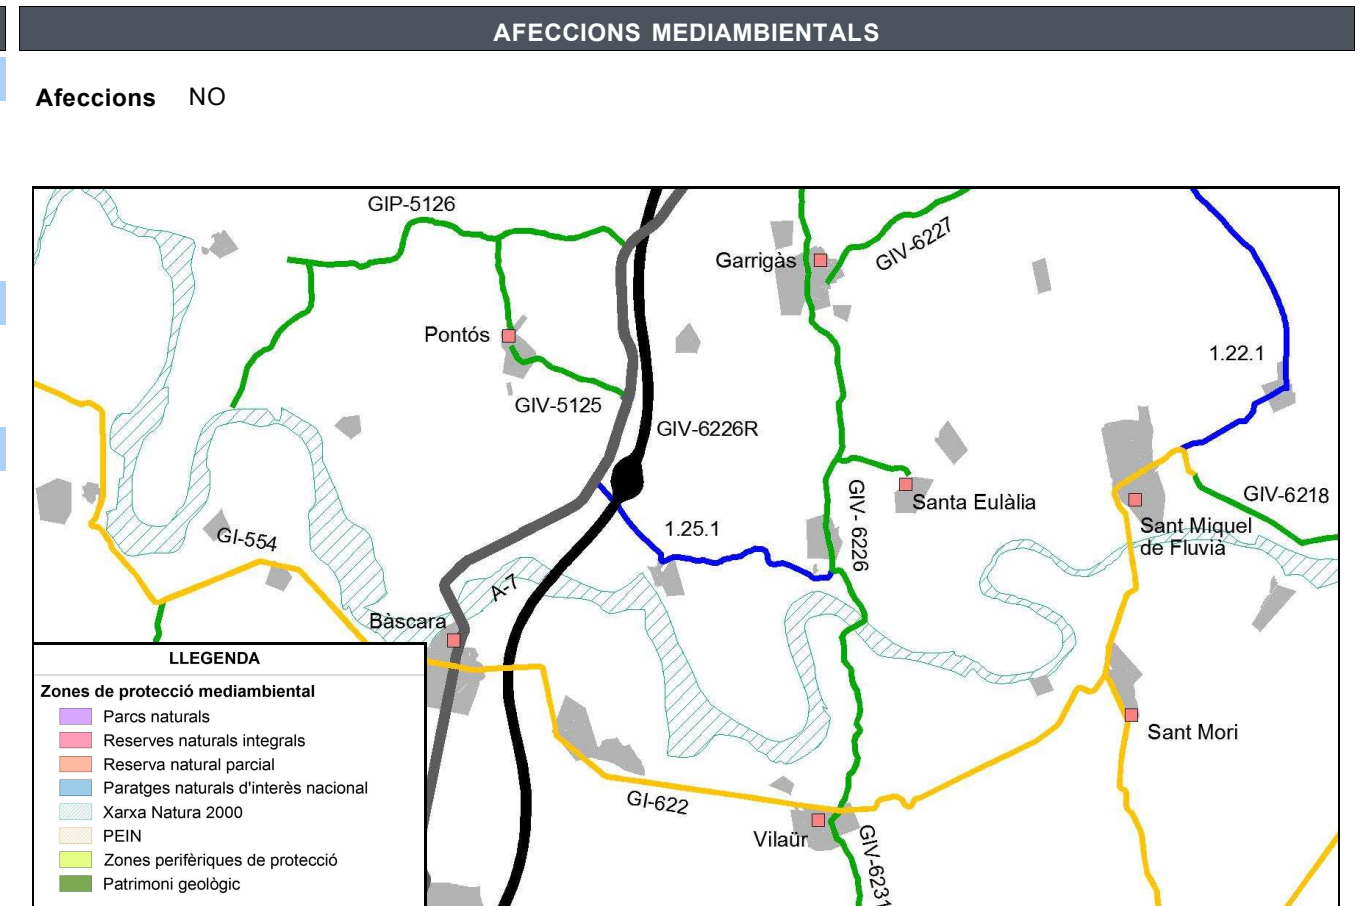 AFECCIONS MEDIAMBIENTALS
Afeccions NO
GIP-5126
GIV-6227
Garrigàs
Pontós
1.22.1
GIV-5125
GIV-6226R
GIV- 6226
Santa Eulàlia
GIV-6218
Sant Miquel
de Fluvià
GI-554
1.25.1
A-7
Bàscara
Sant Mori
GI-622
Vilaür
GIV-6231
LLEGENDA
Zones de protecció mediambiental
Parcs naturals
Reserves naturals integrals
Reserva natural parcial
Paratges naturals d'interès nacional
Xarxa Natura 2000
PEIN
Zones perifèriques de protecció
Patrimoni geològic